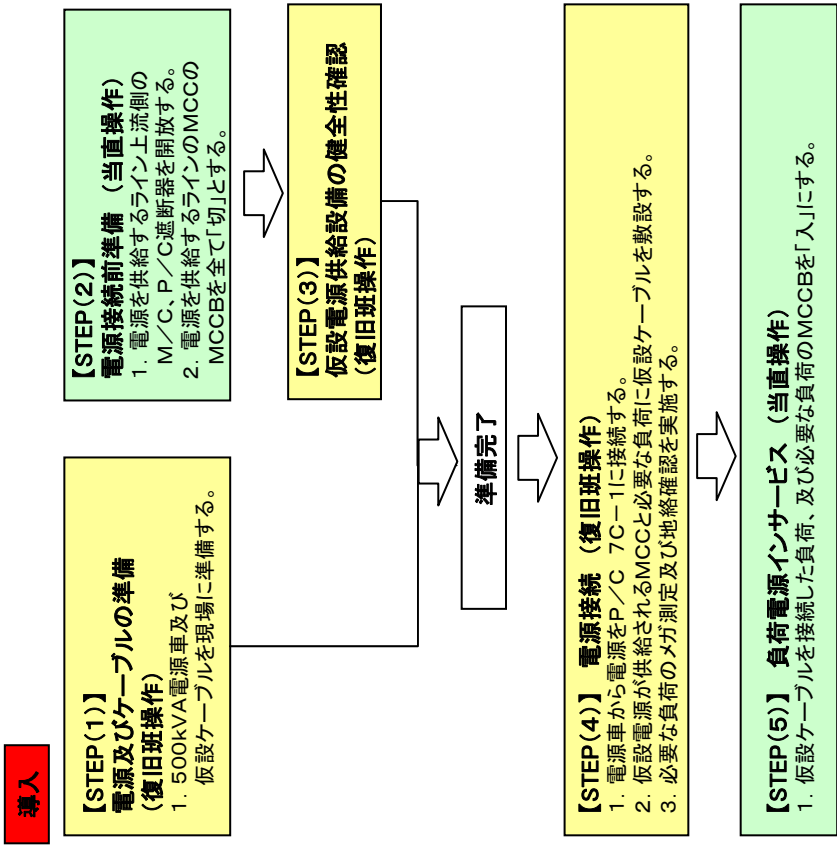 導入
【STEP(1)】
電源及びケーブルの準備
(復旧班操作)
1. 500kVA電源車及び
仮設ケーブルを現場に準備する。
【STEP(2)】
電源接続前準備 (当直操作)
1. 電源を供給するライン上流側の
M/C、P/C遮断器を開放する。
2. 電源を供給するラインのMCCの
MCCBを全て「切」とする。
【STEP(3)】
仮設電源供給設備の健全性確認
(復旧班操作)
準備完了
【STEP(4)】 電源接続 (復旧班操作)
1. 電源車から電源をP/C 7C-1に接続する。
2. 仮設電源が供給されるMCCと必要な負荷に仮設ケーブルを敷設する。
3. 必要な負荷のメガ測定及び地絡確認を実施する。
【STEP(5)】 負荷電源インサービス (当直操作)
1. 仮設ケーブルを接続した負荷、及び必要な負荷のMCCBを「入」にする。